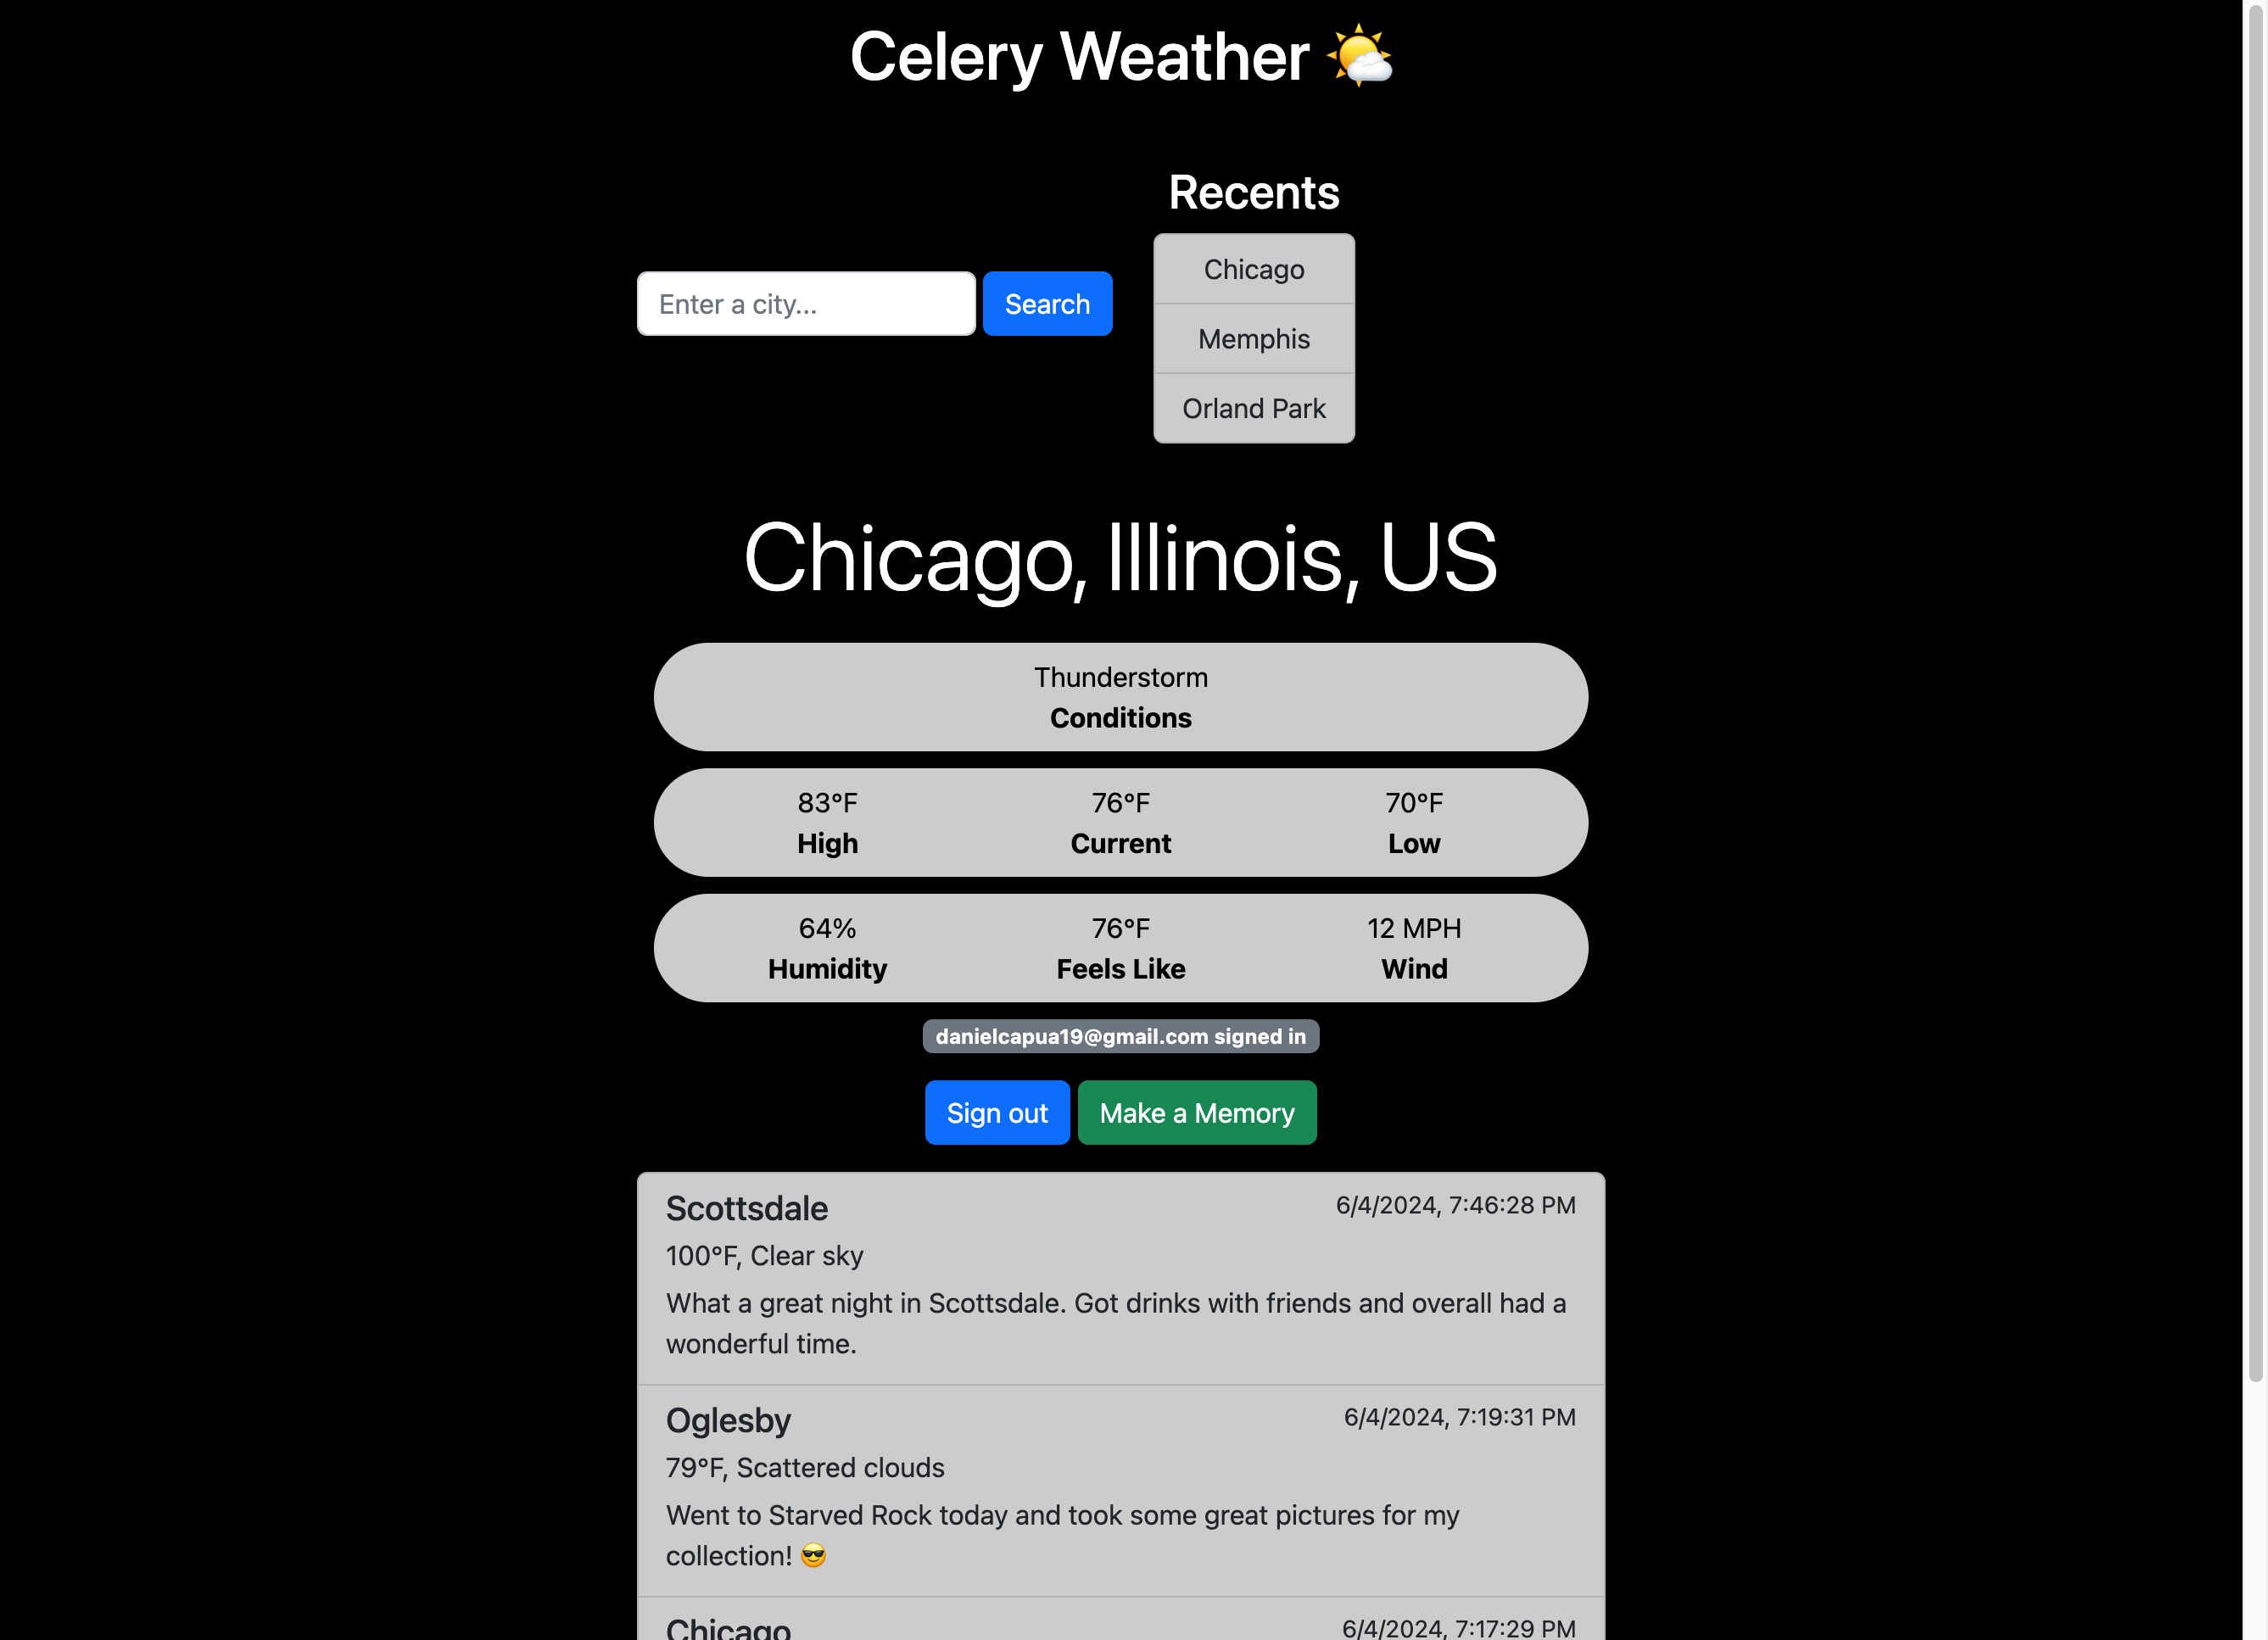 Celery Weather 🌤️
Recents
Enter a city...
Search
Chicago
Memphis
Orland Park
Chicago, Illinois, US
Thunderstorm
Conditions
83°F 76°F 70°F
High Current Low
64% 76°F 12 MPH
Humidity Feels Like Wind
danielcapua19@gmail.com signed in
Sign out Make a Memory
Scottsdale 6/4/2024, 7:46:28 PM
100°F, Clear sky
What a great night in Scottsdale. Got drinks with friends and overall had a
wonderful time.
Oglesby 6/4/2024, 7:19:31 PM
79°F, Scattered clouds
Went to Starved Rock today and took some great pictures for my
collection! 😎
Chicago 6/4/2024, 7:17:29 PM